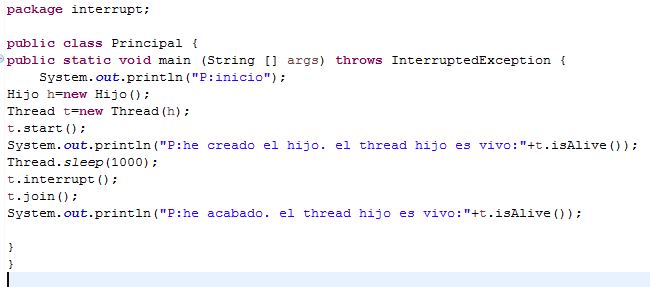 package interrupt;
public class Principal {
public static void main (String [] args) throws InterruptedException {
System.out.println("P:inicio");
Hijo h=new Hijo();
Thread t=new Thread(h);
t.start();
System.out.println("P:he creado el hijo. el thread hijo es vivo:"+t.isAlive());
Thread.sleep(1000);
t.interrupt();
t.join();
System.out.println("P:he acabado. el thread hijo es vivo:"+t.isAlive());
}
}